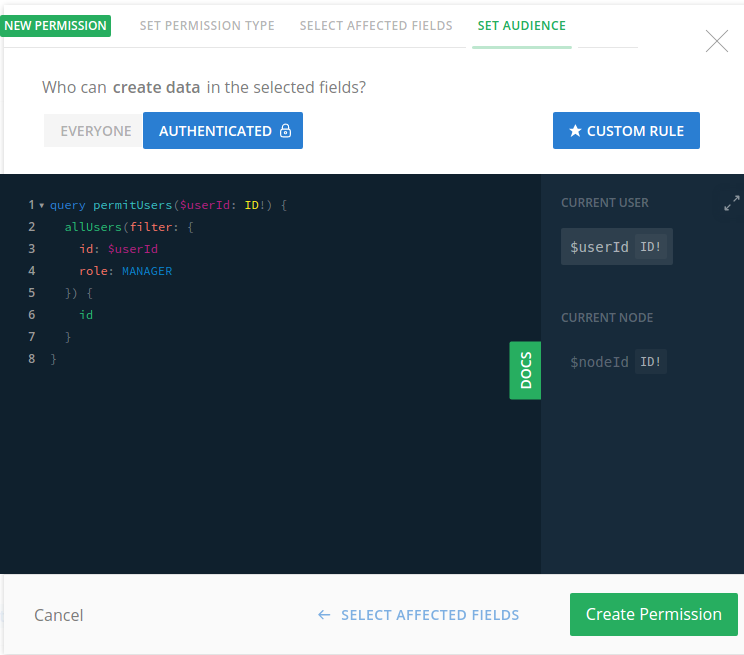 NEW PERMISSION SET PERMISSION TYPE SELECT AFFECTED FIELDS SET AUDIENCE
Who can create data in the selected fields?
EVERYONE AUTHENTICATED CUSTOM RULE
1 query permitUsers($userId: ID!) {
2 allUsers(filter: {
3 id: $userId
4 role: MANAGER
5 }) {
6 id
7 }
8 }
DOCS
CURRENT USER
$userId ID!
CURRENT NODE
$nodeId ID!
Cancel ← SELECT AFFECTED FIELDS Create Permission